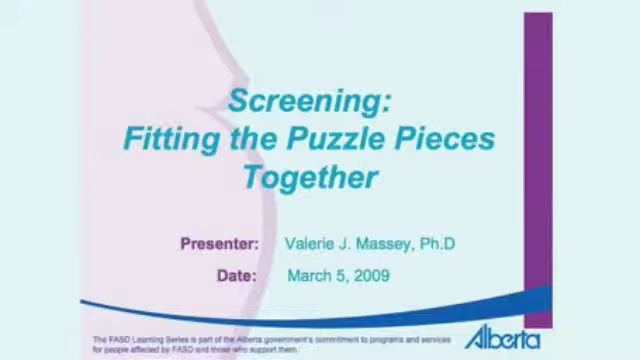 Screening:
Fitting the Puzzle Pieces
Together
Presenter: Valerie J. Massey, Ph.D
Date: March 5, 2009
The FASD Learning Series is part of the Alberta government's commitment to programs and services
for people affected by FASD and those who support them.
Alberta